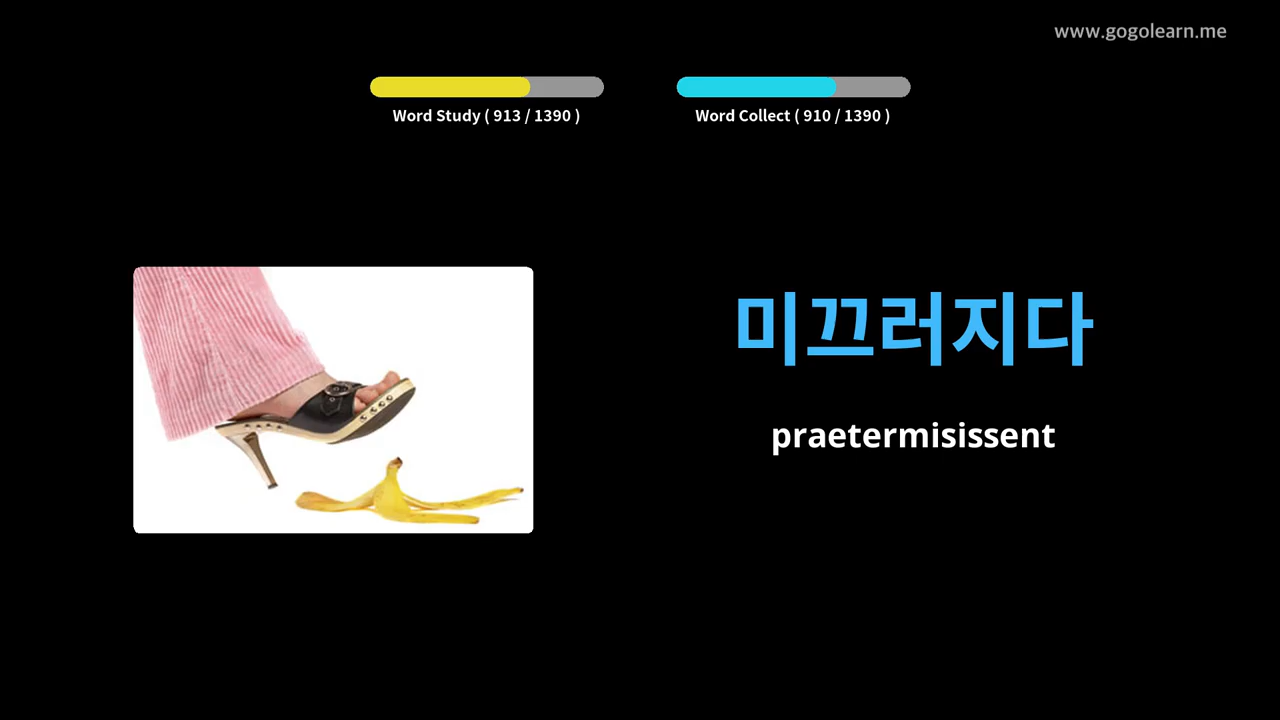 www.gogolearn.me
Word Study ( 913 / 1390 )
Word Collect ( 910 / 1390 )
미끄러지다
praetermisissent